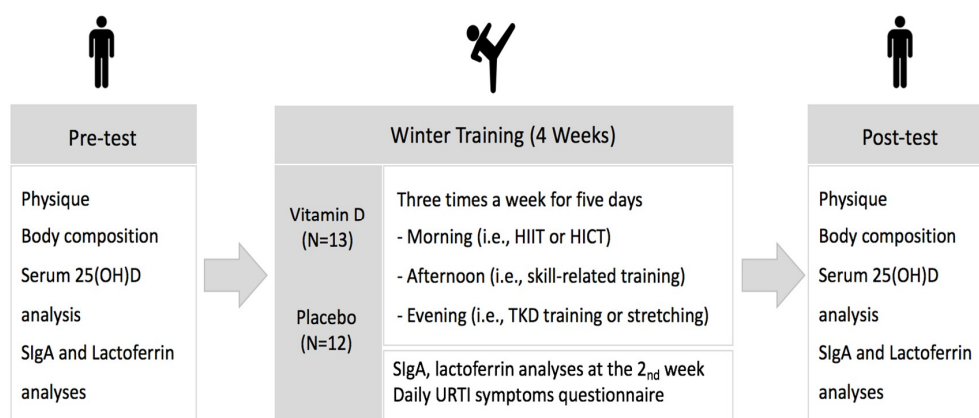 Pre-test
Physique
Body composition
Serum 25(OH)D
analysis
SIgA and Lactoferrin
analyses
Winter Training (4 Weeks)
Vitamin D
(N=13)
Placebo
(N=12)
Three times a week for five days
- Morning (i.e., HIIT or HICT)
- Afternoon (i.e., skill-related training)
- Evening (i.e., TKD training or stretching)
SIgA, lactoferrin analyses at the 2nd week
Daily URTI symptoms questionnaire
Post-test
Physique
Body composition
Serum 25(OH)D
analysis
SIgA and Lactoferrin
analyses